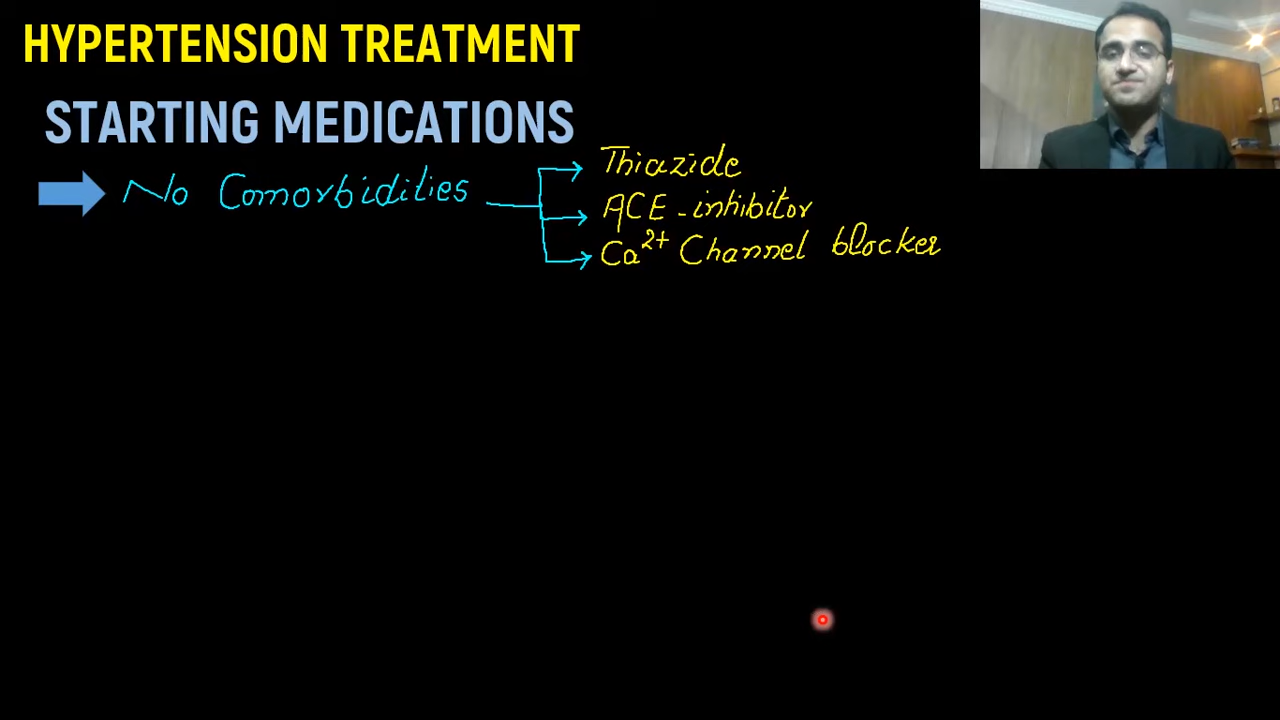 HYPERTENSION TREATMENT
STARTING MEDICATIONS
No Comorbidities
Thiazide
ACE-inhibitor
Ca²⁺ Channel blocker